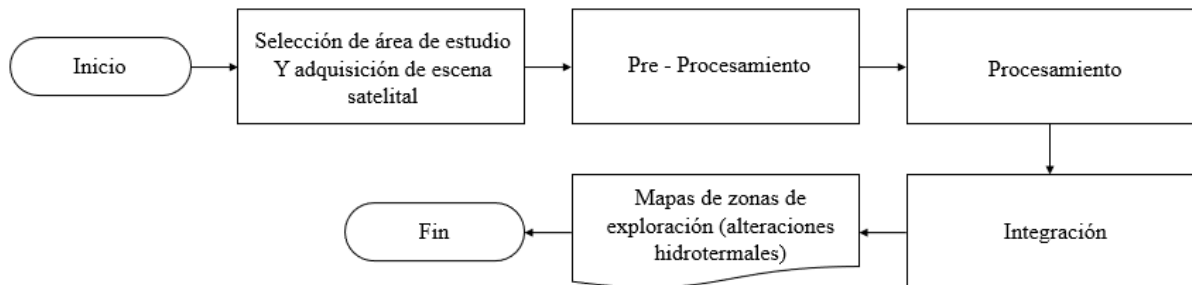 Inicio
Selección de área de estudio
Y adquisición de escena
satelital
Pre - Procesamiento
Procesamiento
Integración
Mapas de zonas de
exploración (alteraciones
hidrotermales)
Fin